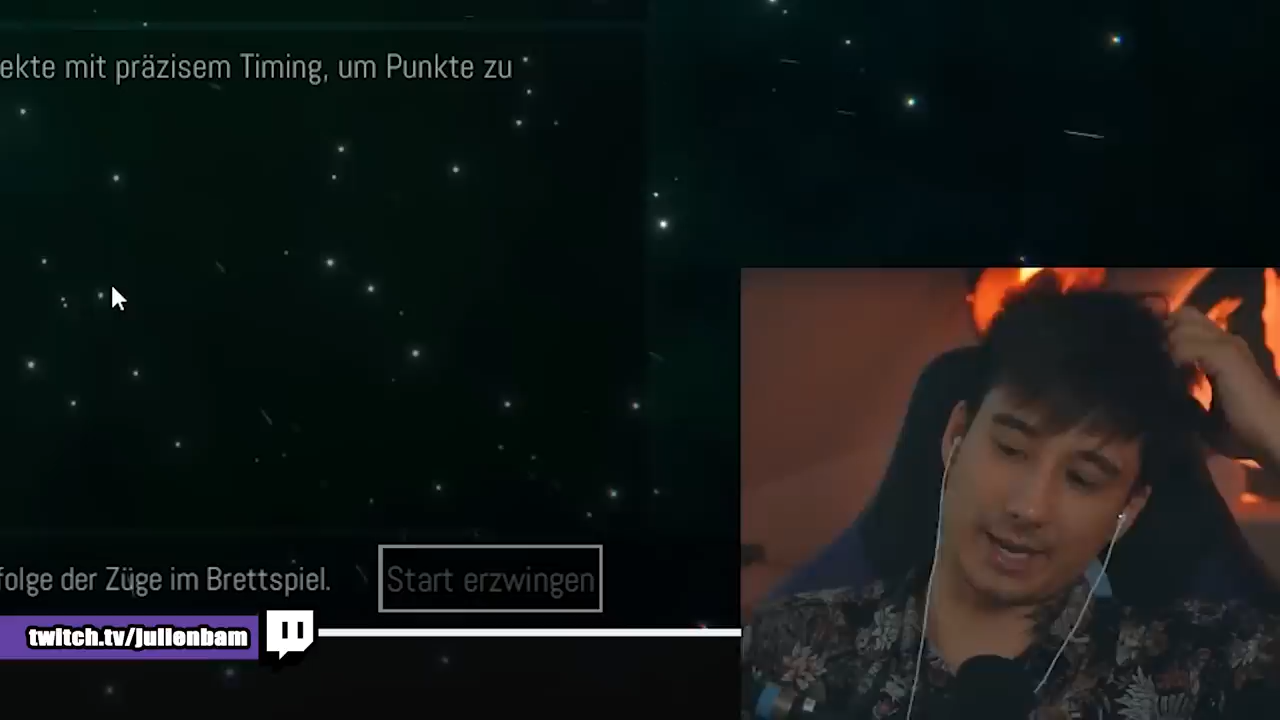 ekte mit präzisem Timing, um Punkte zu
folge der Züge im Brettspiel.
Start erzwingen
twitch.tv/julienbam